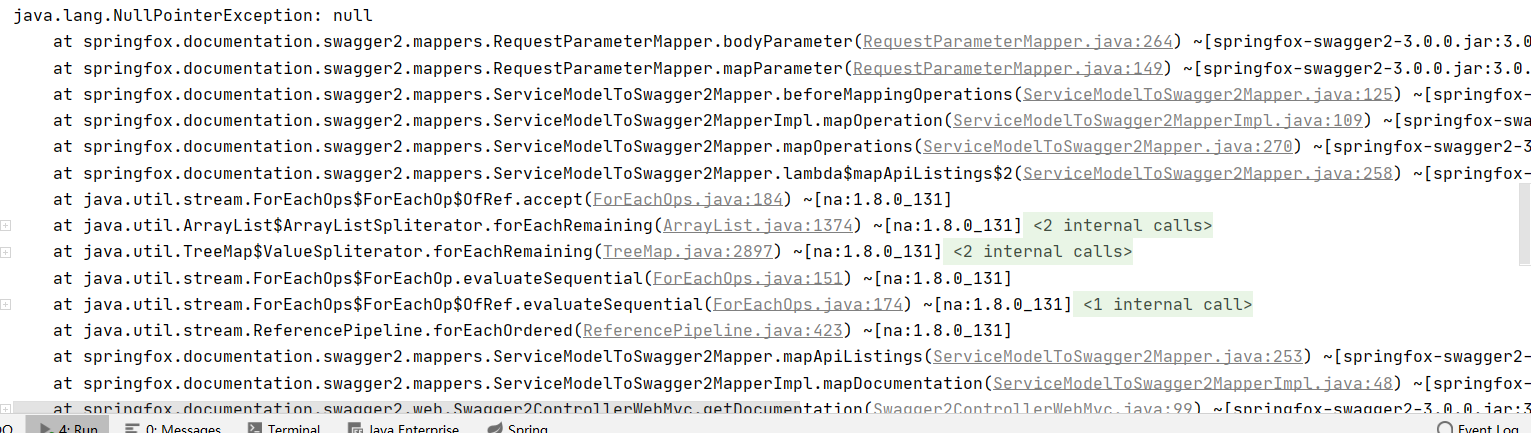 java.lang.NullPointerException: null
at springfox.documentation.swagger2.mappers.RequestParameterMapper.bodyParameter(RequestParameterMapper.java:264) ~[springfox-swagger2-3.0.0.jar:3.0
at springfox.documentation.swagger2.mappers.RequestParameterMapper.mapParameter(RequestParameterMapper.java:149) ~[springfox-swagger2-3.0.0.jar:3.0.
at springfox.documentation.swagger2.mappers.ServiceModelToSwagger2Mapper.beforeMappingOperations(ServiceModelToSwagger2Mapper.java:125) ~[springfox-
at springfox.documentation.swagger2.mappers.ServiceModelToSwagger2MapperImpl.mapOperation(ServiceModelToSwagger2MapperImpl.java:109) ~[springfox-swa
at springfox.documentation.swagger2.mappers.ServiceModelToSwagger2Mapper.mapOperations(ServiceModelToSwagger2Mapper.java:270) ~[springfox-swagger2-3
at springfox.documentation.swagger2.mappers.ServiceModelToSwagger2Mapper.lambda$mapApiListings$2(ServiceModelToSwagger2Mapper.java:258) ~[springfox-
at java.util.stream.ForEachOps$ForEachOp$OfRef.accept(ForEachOps.java:184) ~[na:1.8.0_131]
at java.util.ArrayList$ArrayListSpliterator.forEachRemaining(ArrayList.java:1374) ~[na:1.8.0_131] <2 internal calls>
at java.util.TreeMap$ValueSpliterator.forEachRemaining(TreeMap.java:2897) ~[na:1.8.0_131] <2 internal calls>
at java.util.stream.ForEachOps$ForEachOp.evaluateSequential(ForEachOps.java:151) ~[na:1.8.0_131]
at java.util.stream.ForEachOps$ForEachOp$OfRef.evaluateSequential(ForEachOps.java:174) ~[na:1.8.0_131] <1 internal call>
at java.util.stream.ReferencePipeline.forEachOrdered(ReferencePipeline.java:423) ~[na:1.8.0_131]
at springfox.documentation.swagger2.mappers.ServiceModelToSwagger2Mapper.mapApiListings(ServiceModelToSwagger2Mapper.java:253) ~[springfox-swagger2-
at springfox.documentation.swagger2.mappers.ServiceModelToSwagger2MapperImpl.mapDocumentation(ServiceModelToSwagger2MapperImpl.java:48) ~[springfox-
at springfox.documentation.swagger2.web.Swagger2ControllerWebMvc.getDocumentation(Swagger2ControllerWebMvc.java:99) ~[springfox-swagger2-3.0.0.jar:3
4: Run 0: Messages Terminal Java Enterprise Spring Event Log